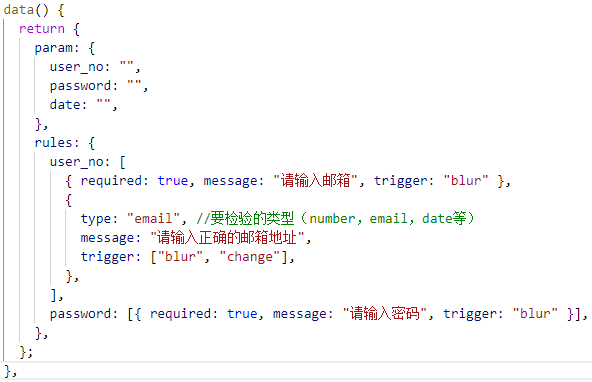 data() {
return {
param: {
user_no: "",
password: "",
date: "",
},
rules: {
user_no: [
{ required: true, message: "请输入邮箱", trigger: "blur" },
{
type: "email", //要检验的类型（number，email，date等）
message: "请输入正确的邮箱地址",
trigger: ["blur", "change"],
},
],
password: [{ required: true, message: "请输入密码", trigger: "blur" }],
},
};
},